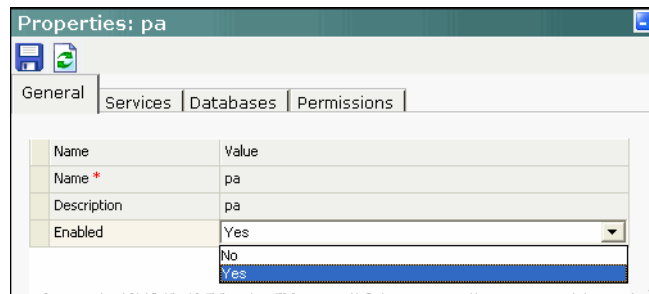 Properties: pa
General Services Databases Permissions
Name Value
Name * pa
Description pa
Enabled Yes
No
Yes